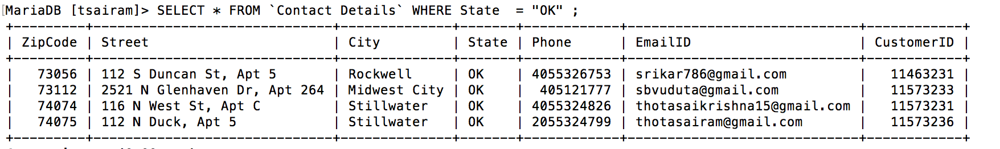 MariaDB [tsairam]> SELECT * FROM `Contact Details` WHERE State  = "OK" ;
+----------+------------------------------+--------------+-------+------------+-----------------------------+------------+
| ZipCode | Street                       | City         | State | Phone      | EmailID                     | CustomerID |
+----------+------------------------------+--------------+-------+------------+-----------------------------+------------+
|   73056 | 112 S Duncan St, Apt 5       | Rockwell     | OK    | 4055326753 | srikar786@gmail.com         |   11463231 |
|   73112 | 2521 N Glenhaven Dr, Apt 264 | Midwest City | OK    |  405121777 | sbvuduta@gmail.com          |   11573233 |
|   74074 | 116 N West St, Apt C         | Stillwater   | OK    | 4055324826 | thotasaikrishna15@gmail.com |   11573231 |
|   74075 | 112 N Duck, Apt 5            | Stillwater   | OK    | 2055324799 | thotasairam@gmail.com       |   11573236 |
+----------+------------------------------+--------------+-------+------------+-----------------------------+------------+